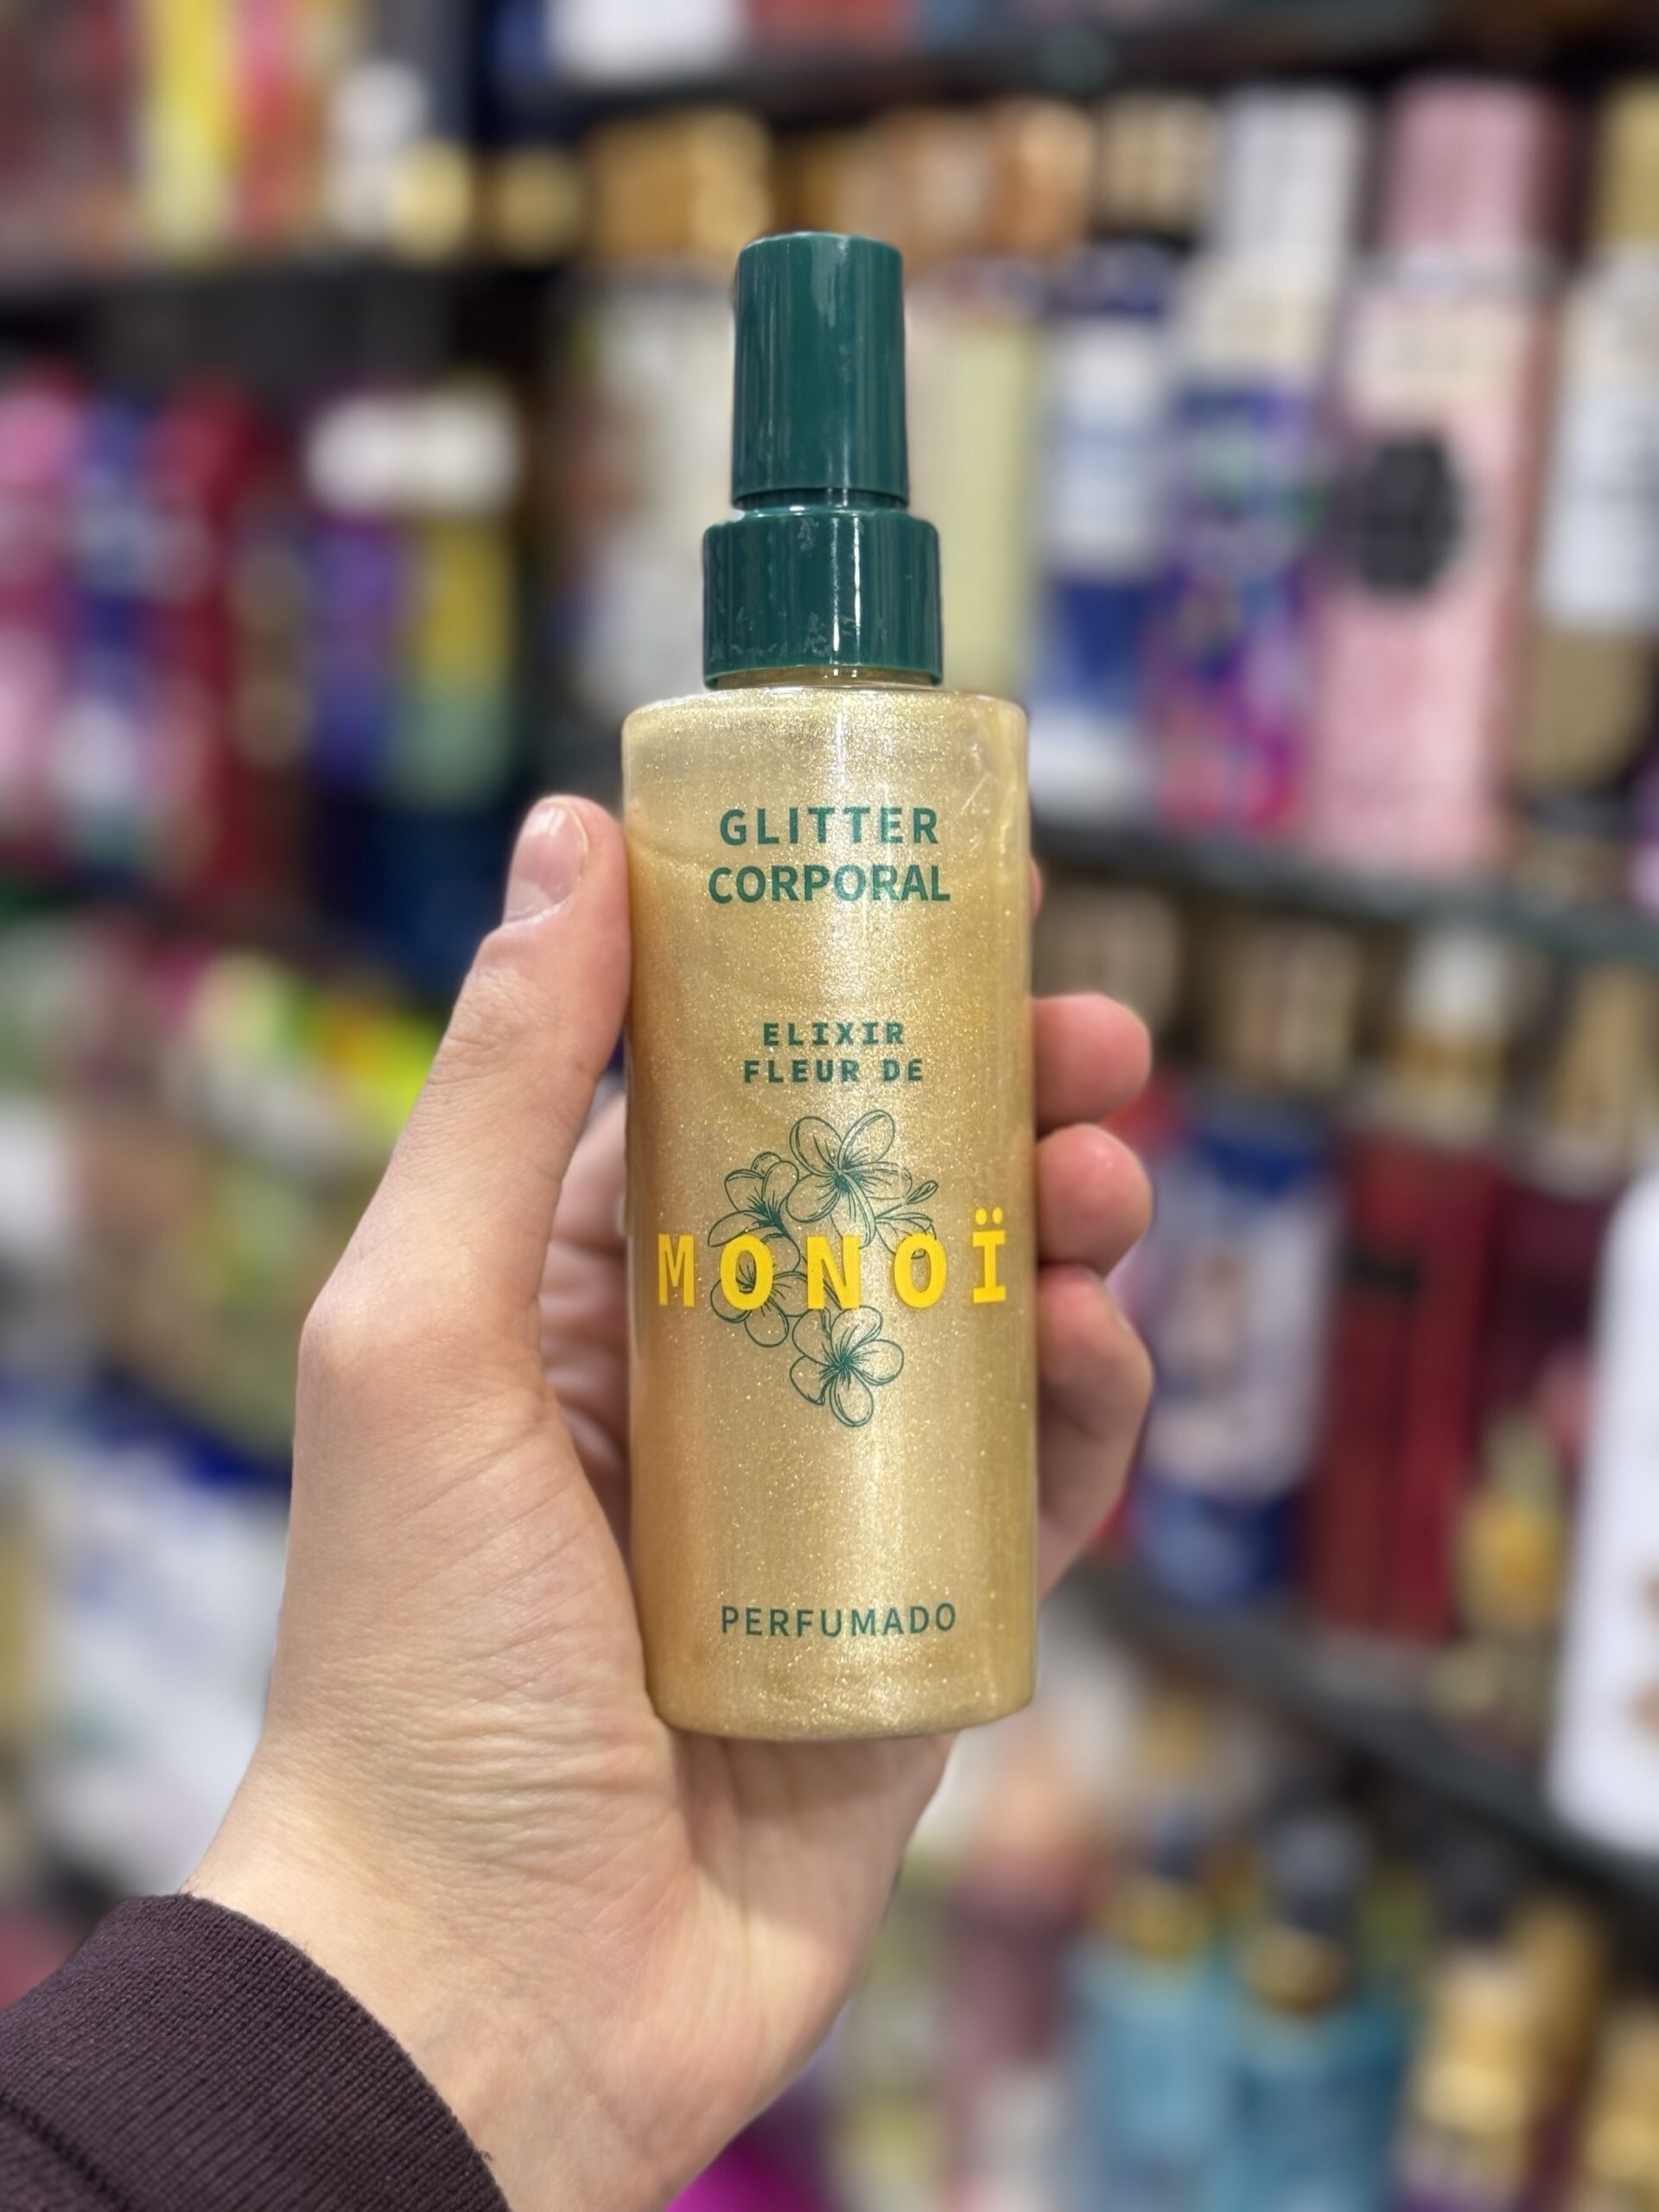 GLITTER
CORPORAL
ELIXIR
FLEUR DE
MONOÏ
PERFUMADO